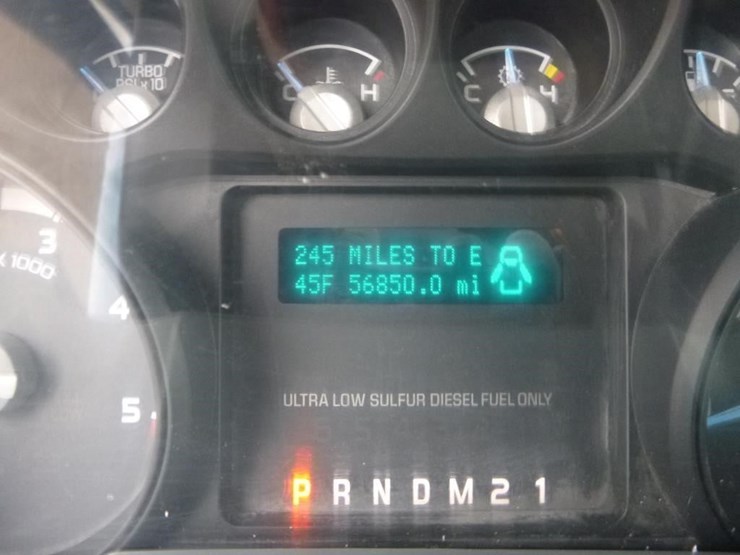 TURBO
PSI x 10
C H
C H
3
x 1000
4
5
245 MILES TO E
45F 56850.0 mi
ULTRA LOW SULFUR DIESEL FUEL ONLY
P R N D M 2 1